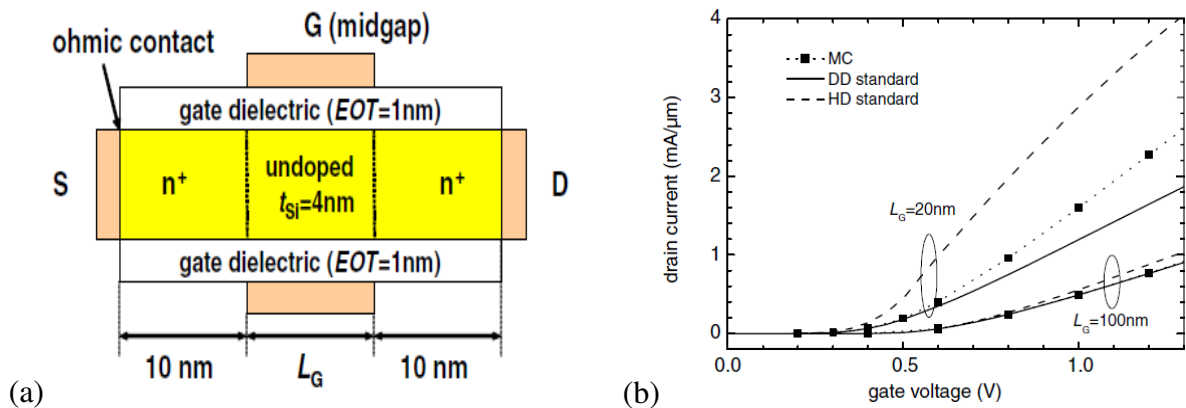 G (midgap)
ohmic contact
gate dielectric (EOT=1nm)
S
n+
undoped
tSi=4nm
n+
D
gate dielectric (EOT=1nm)
10 nm
LG
10 nm
(a)
4
3
2
1
0
drain current (mA/μm)
MC
DD standard
HD standard
LG=20nm
LG=100nm
0.0
0.5
1.0
gate voltage (V)
(b)